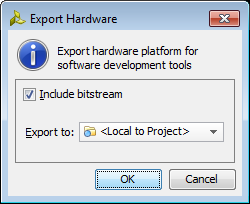 Export Hardware
Export hardware platform for
software development tools
Include bitstream
Export to: <Local to Project>
OK Cancel